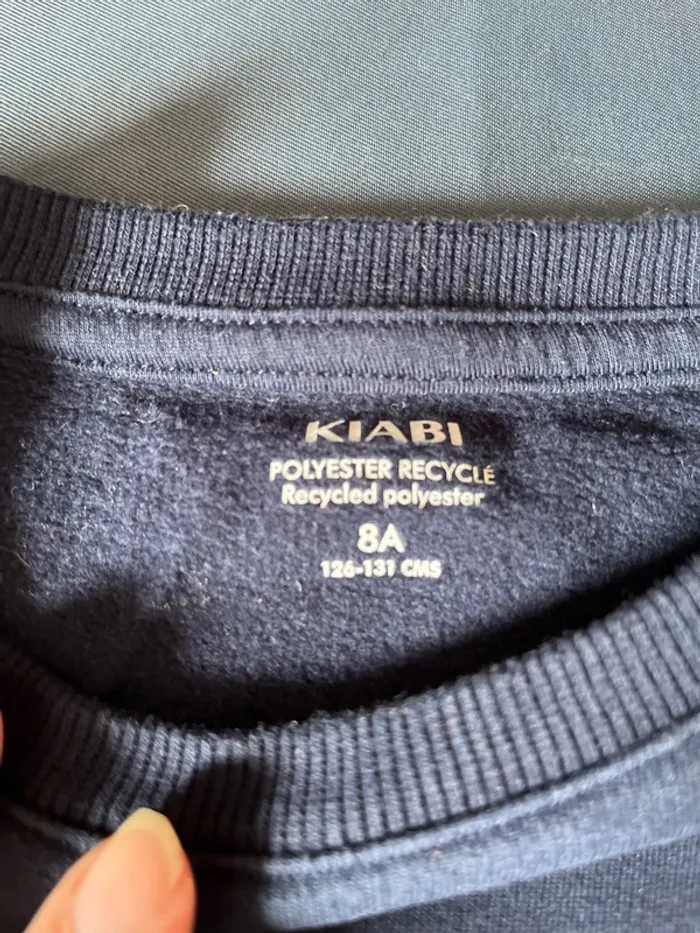 KIABI
POLYESTER RECYCLÉ
Recycled polyester
8A
126-131 CMS